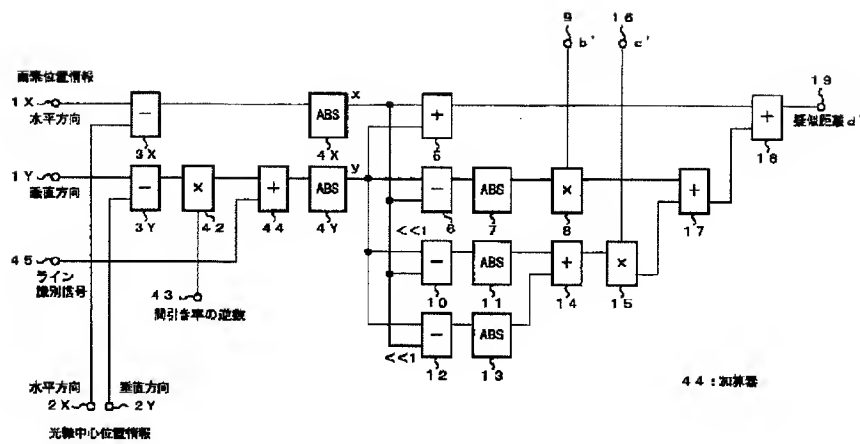 9
16
b'
c'
画素位置情報
1X
水平方向
−
3X
ABS
4X
x
+
5
+
18
19
疑似距離d'
1Y
垂直方向
−
3Y
×
42
+
44
ABS
4Y
y
−
6
ABS
7
×
8
+
17
<<1
45
ライン
識別信号
−
10
ABS
11
+
14
×
15
43
間引き率の逆数
−
12
ABS
13
<<1
水平方向
2X
垂直方向
2Y
光軸中心位置情報
44:加算器